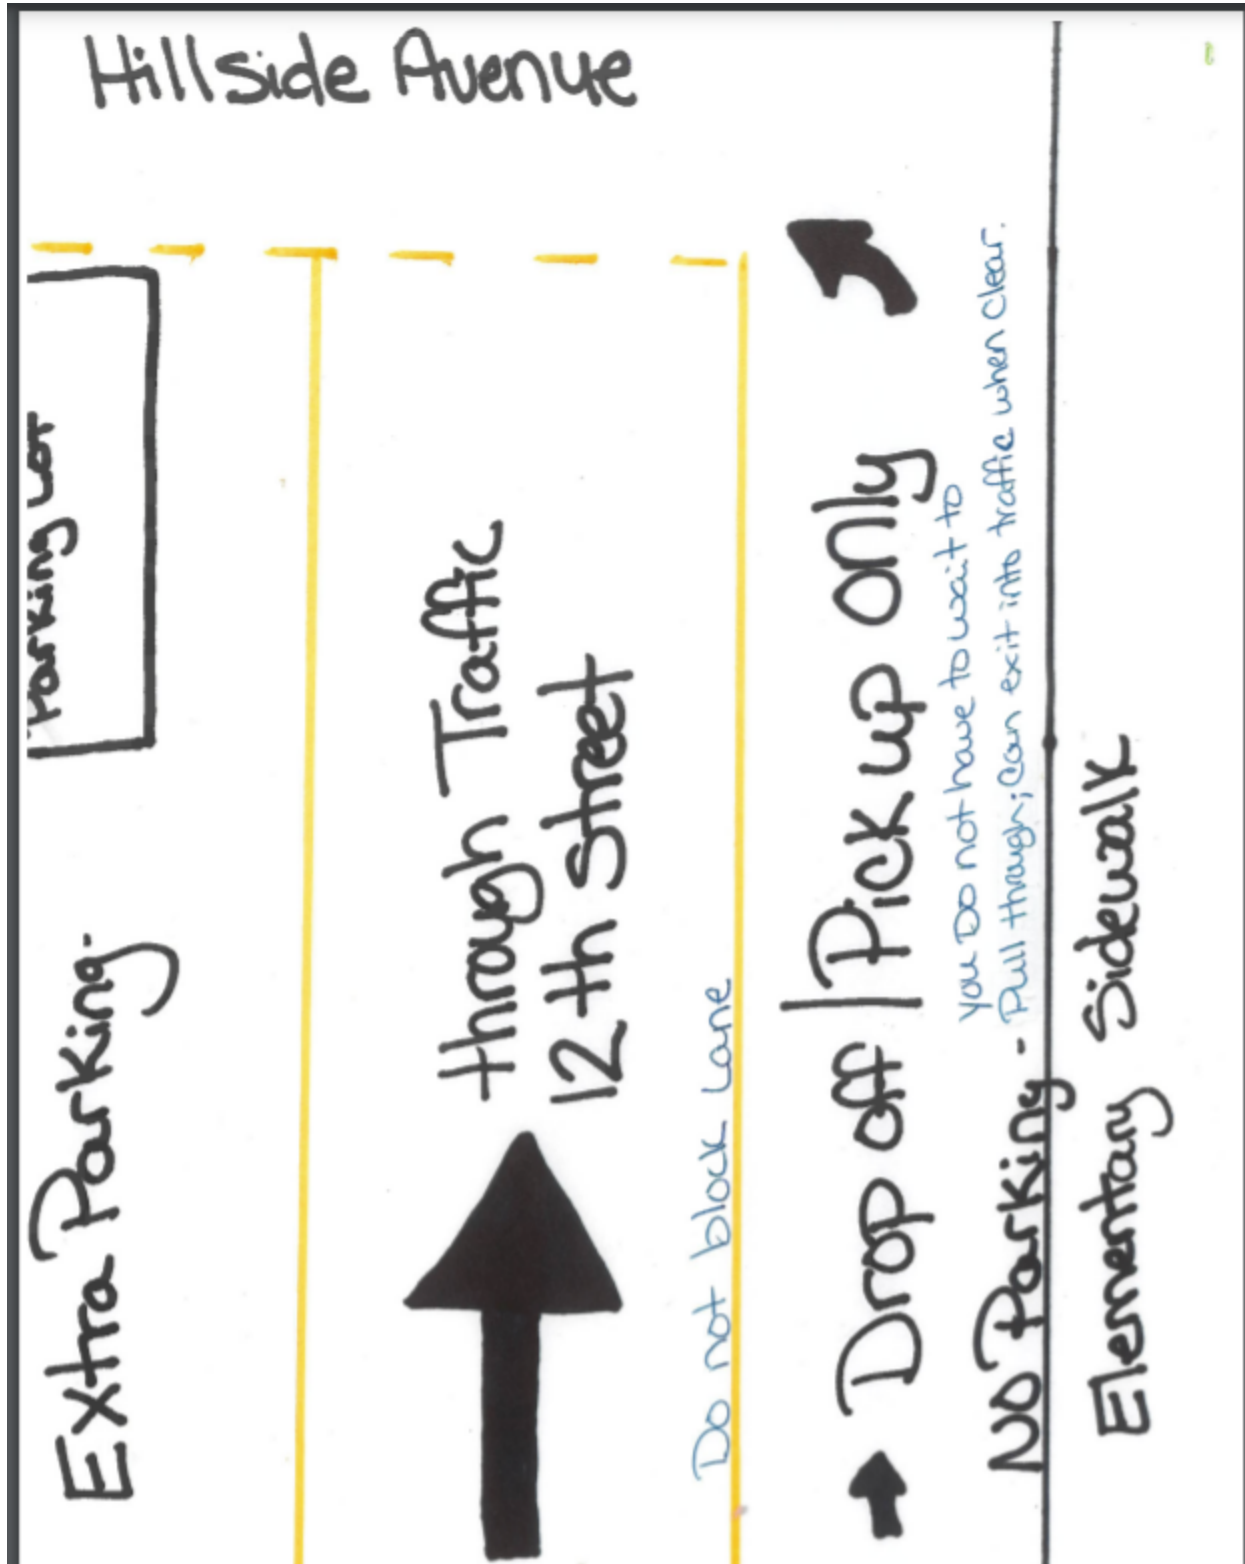 Hillside Avenue
Parking Lot
Extra Parking-
through Traffic
12th Street
Do not block Lane
Drop off | Pick up only
you Do not have to wait to
NO Parking - Pull through; can exit into traffic when clear.
Elementary Sidewalk